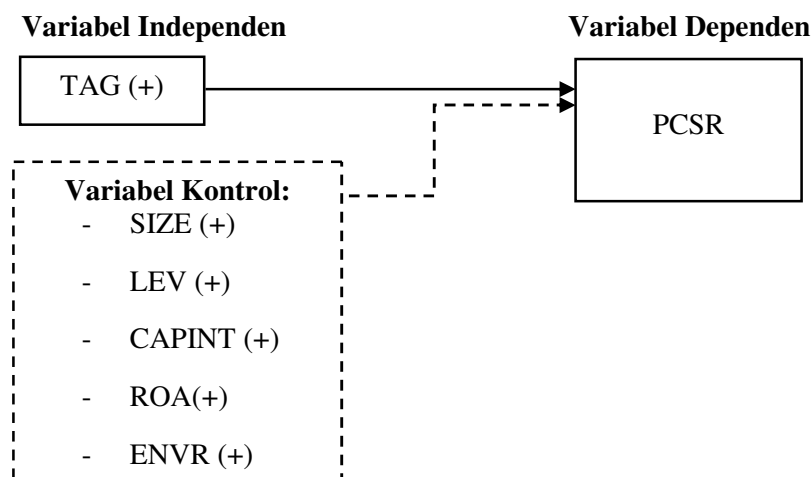 Variabel Independen
Variabel Dependen
TAG (+)
PCSR
Variabel Kontrol:
- SIZE (+)
- LEV (+)
- CAPINT (+)
- ROA(+)
- ENVR (+)